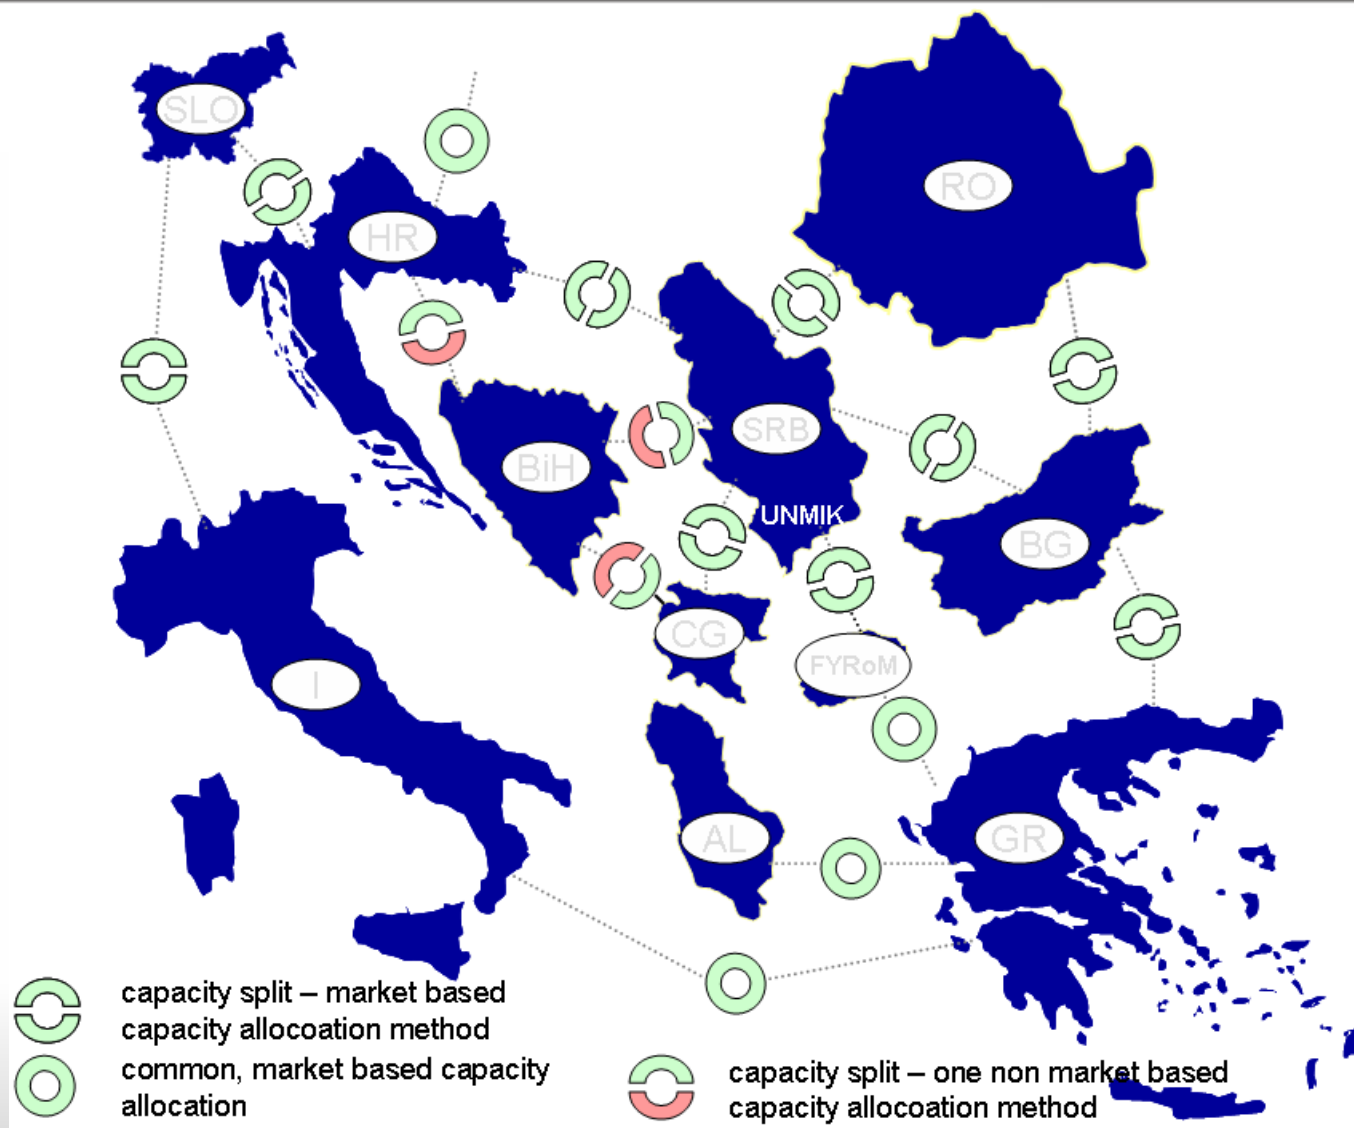 SLO
RO
HR
SRB
BiH
UNMIK
BG
CG
FYRoM
I
AL
GR
capacity split – market based
capacity allocoation method
common, market based capacity
allocation
capacity split – one non market based
capacity allocoation method